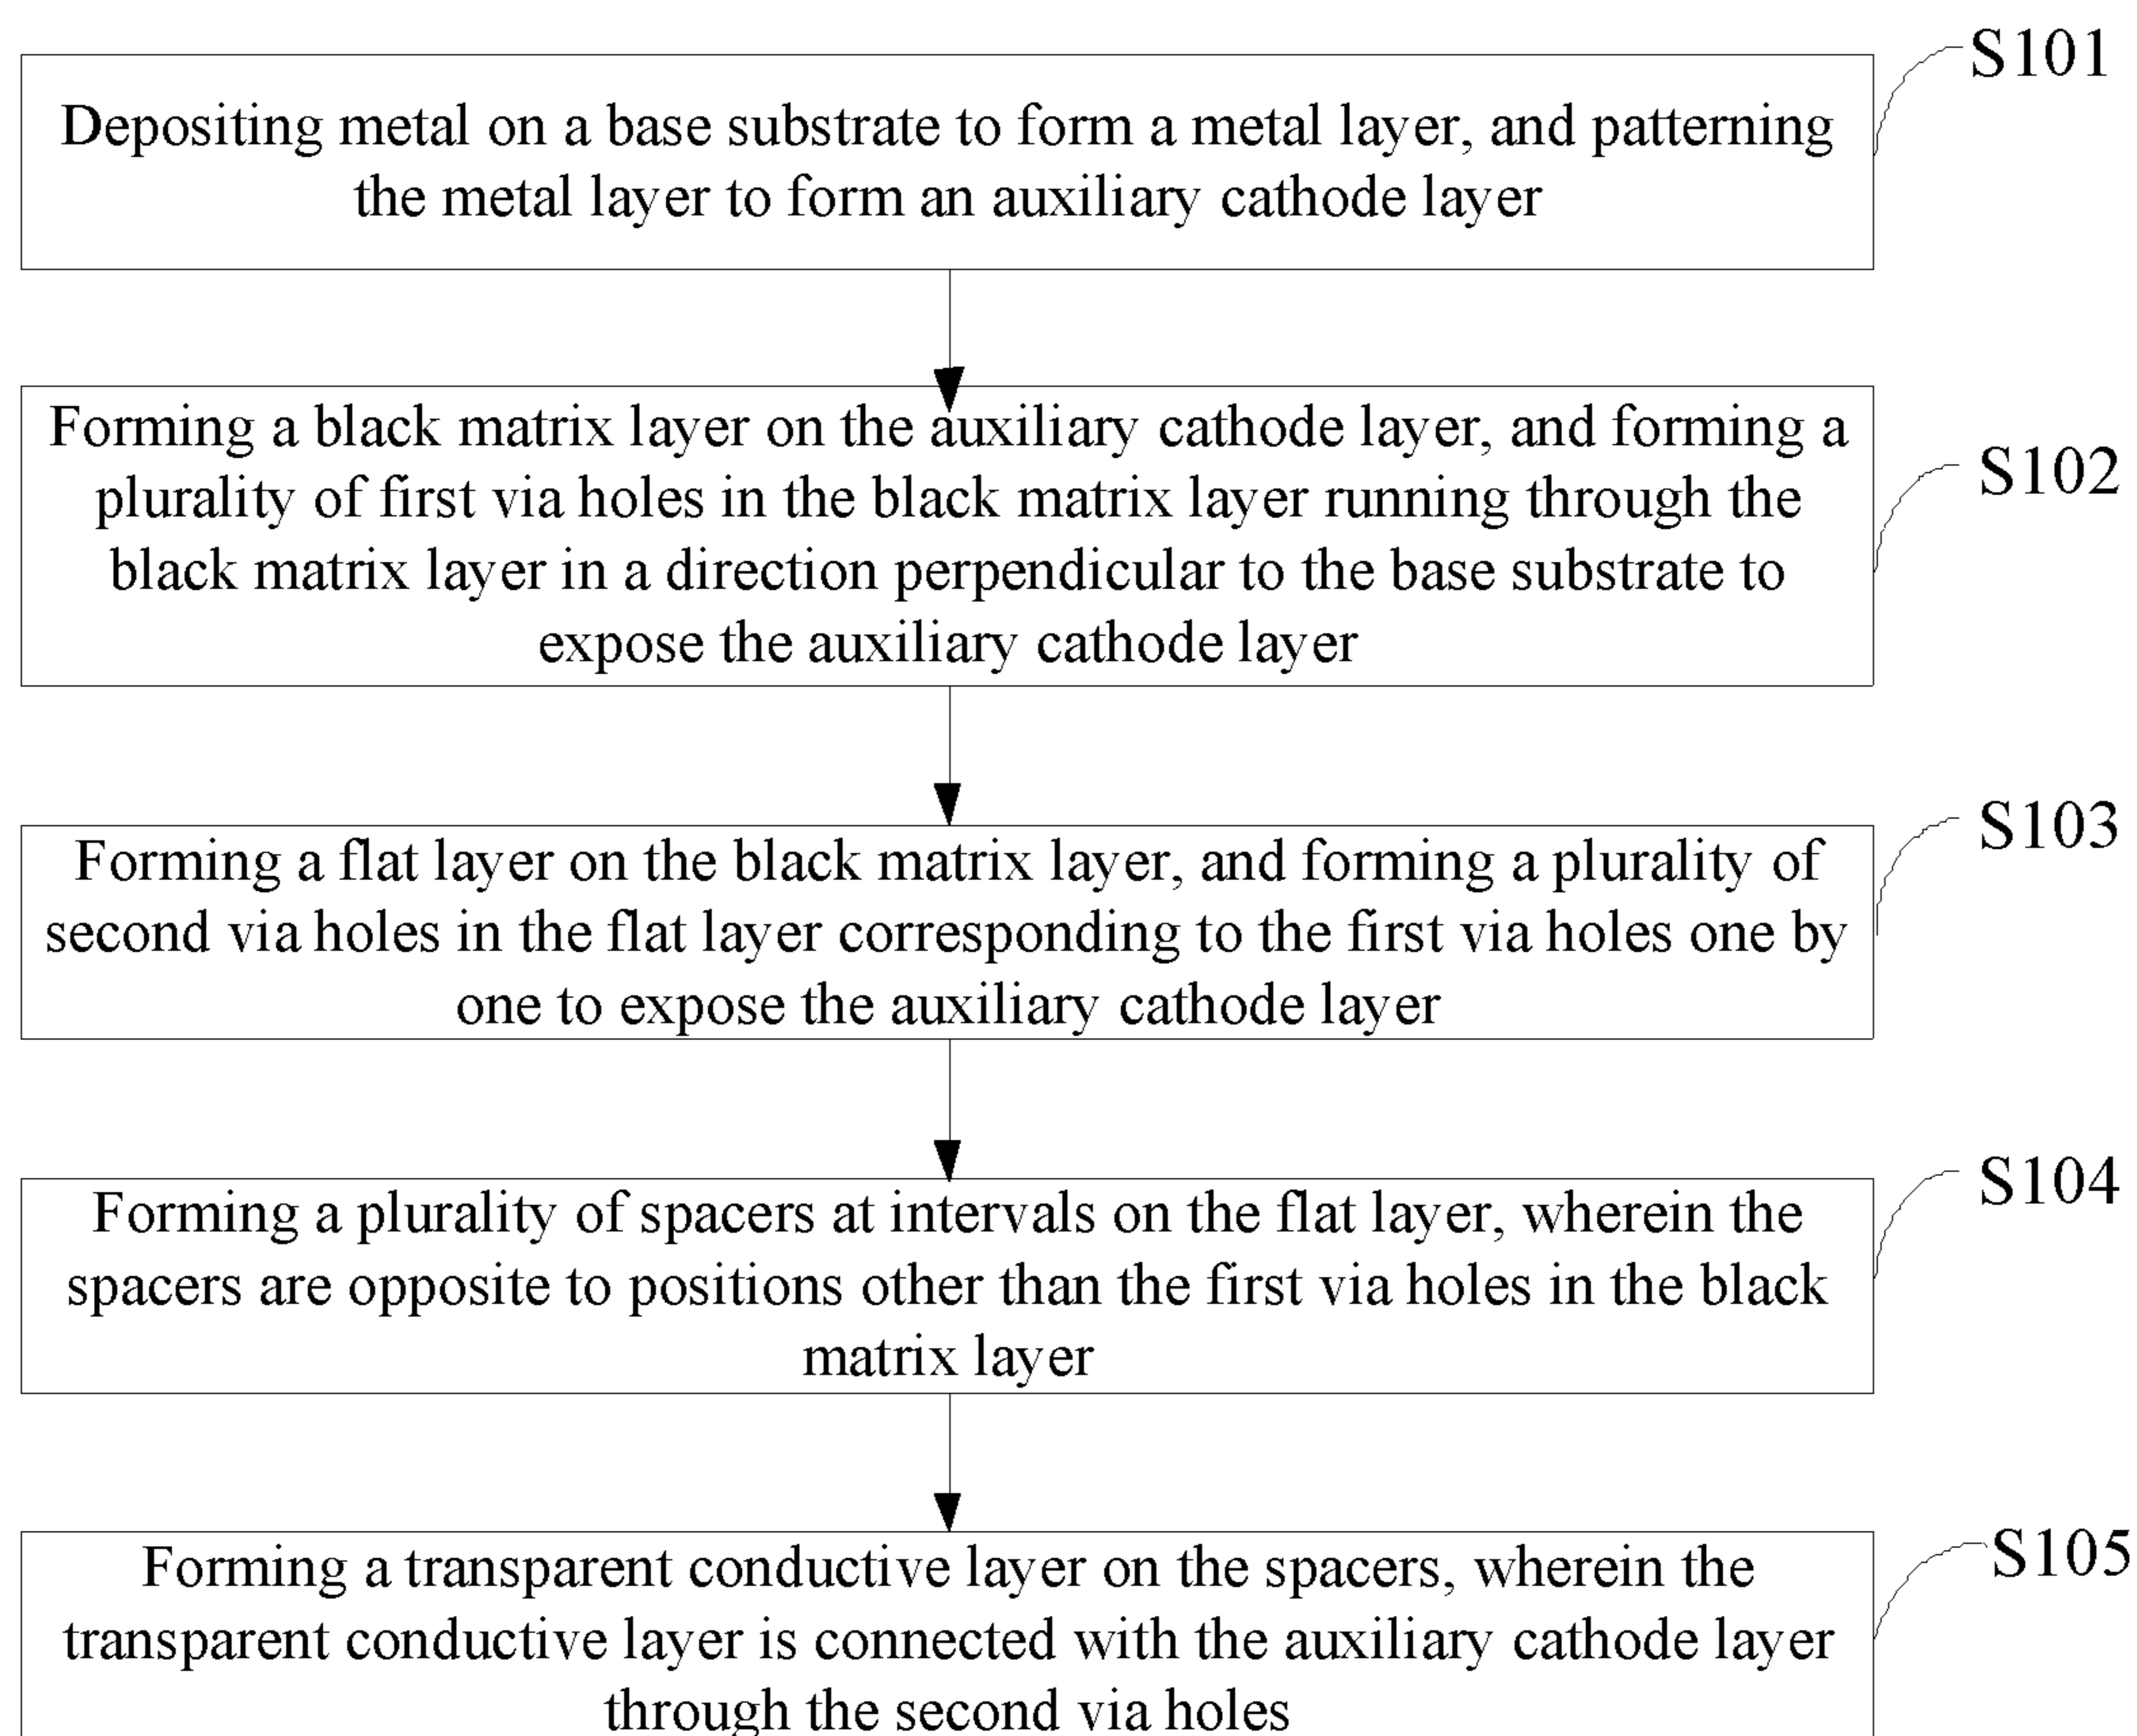 S101
Depositing metal on a base substrate to form a metal layer, and patterning
the metal layer to form an auxiliary cathode layer
Forming a black matrix layer on the auxiliary cathode layer, and forming a
plurality of first via holes in the black matrix layer running through the
black matrix layer in a direction perpendicular to the base substrate to
expose the auxiliary cathode layer
S102
Forming a flat layer on the black matrix layer, and forming a plurality of
second via holes in the flat layer corresponding to the first via holes one by
one to expose the auxiliary cathode layer
S103
Forming a plurality of spacers at intervals on the flat layer, wherein the
spacers are opposite to positions other than the first via holes in the black
matrix layer
S104
Forming a transparent conductive layer on the spacers, wherein the
transparent conductive layer is connected with the auxiliary cathode layer
through the second via holes
S105